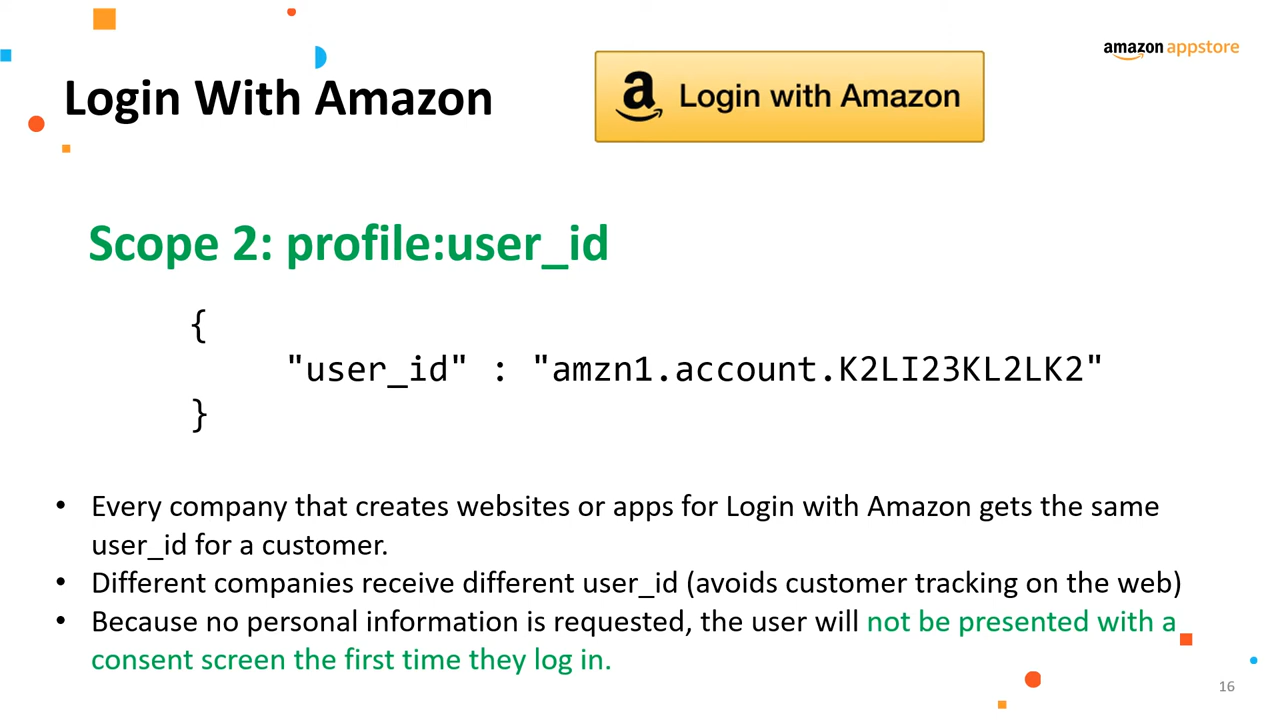 amazon appstore
Login With Amazon
Login with Amazon
Scope 2: profile:user_id
{
"user_id" : "amzn1.account.K2LI23KL2LK2"
}
• Every company that creates websites or apps for Login with Amazon gets the same
user_id for a customer.
• Different companies receive different user_id (avoids customer tracking on the web)
• Because no personal information is requested, the user will not be presented with a
consent screen the first time they log in.
16